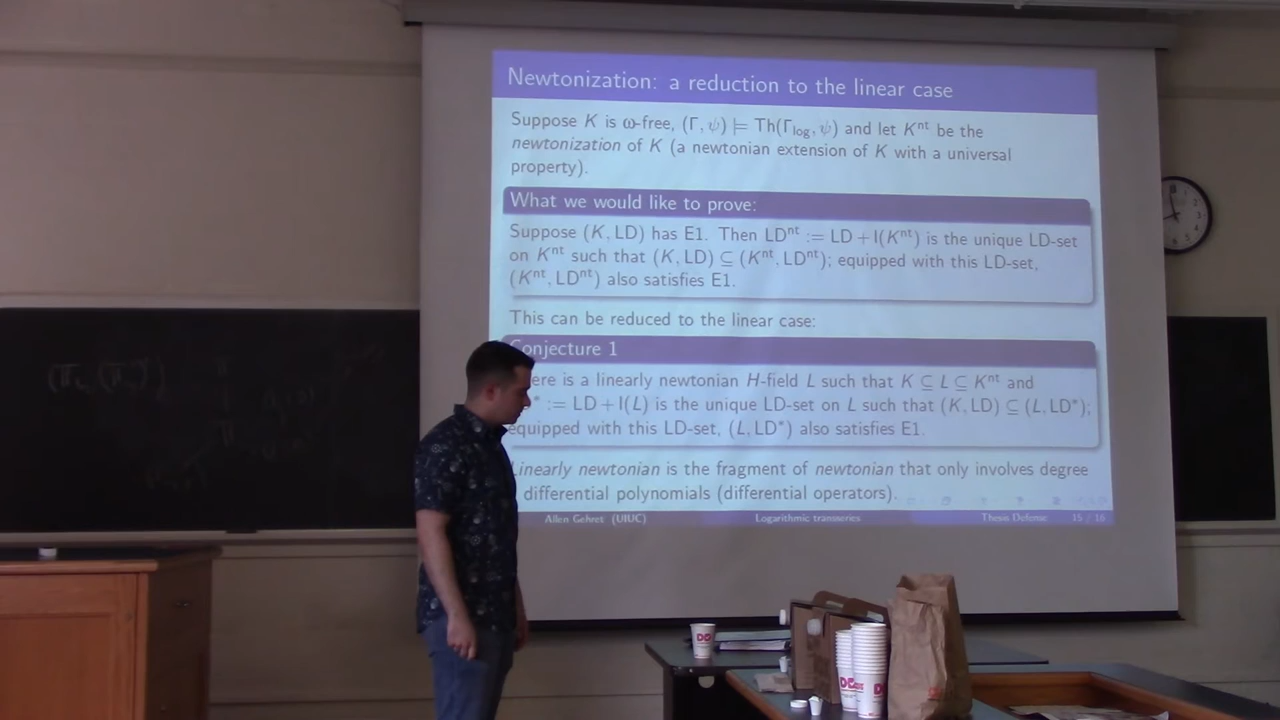 Newtonization: a reduction to the linear case
Suppose K is ω-free, (Γ, ψ) ⊨ Th(Γlog, ψ) and let Kⁿᵗ be the
newtonization of K (a newtonian extension of K with a universal
property).
What we would like to prove:
Suppose (K, LD) has E1. Then LDⁿᵗ := LD + I(Kⁿᵗ) is the unique LD-set
on Kⁿᵗ such that (K, LD) ⊆ (Kⁿᵗ, LDⁿᵗ); equipped with this LD-set,
(Kⁿᵗ, LDⁿᵗ) also satisfies E1.
This can be reduced to the linear case:
Conjecture 1
ere is a linearly newtonian H-field L such that K ⊆ L ⊆ Kⁿᵗ and
* := LD + I(L) is the unique LD-set on L such that (K, LD) ⊆ (L, LD*);
equipped with this LD-set, (L, LD*) also satisfies E1.
Linearly newtonian is the fragment of newtonian that only involves degree
differential polynomials (differential operators).
Allen Gehret (UIUC) Logarithmic transseries Thesis Defense 15 / 16
DD